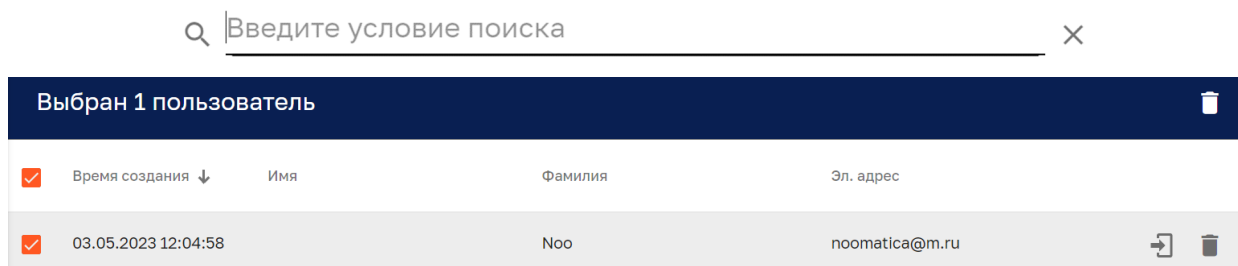 Введите условие поиска
Выбран 1 пользователь
Время создания Имя Фамилия Эл. адрес
03.05.2023 12:04:58 Noo noomatica@m.ru